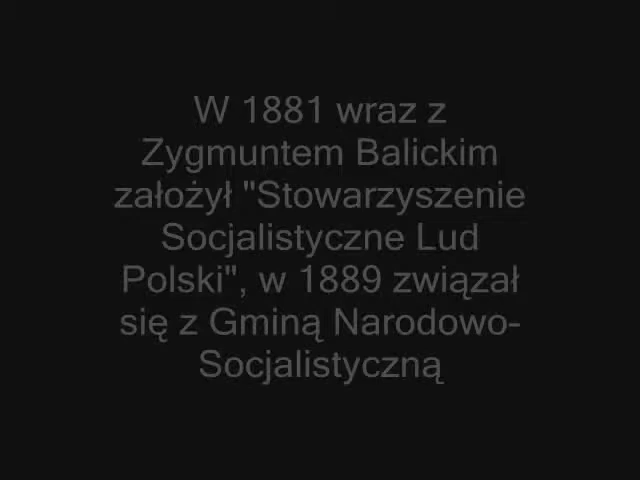 W 1881 wraz z
Zygmuntem Balickim
założył "Stowarzyszenie
Socjalistyczne Lud
Polski", w 1889 związał
się z Gminą Narodowo-
Socjalistyczną